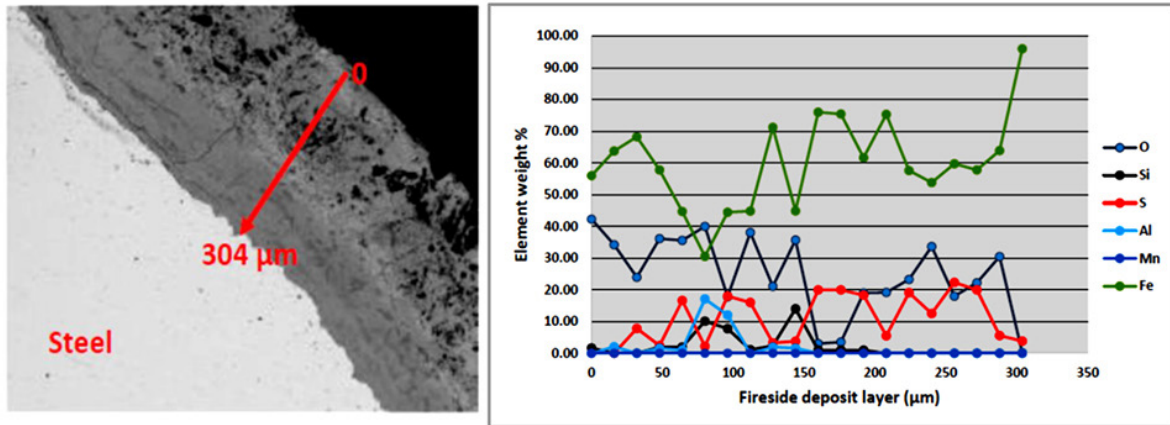 0
304 µm
Steel
Element weight %
100.00
90.00
80.00
70.00
60.00
50.00
40.00
30.00
20.00
10.00
0.00
0 50 100 150 200 250 300 350
Fireside deposit layer (µm)
O
Si
S
Al
Mn
Fe